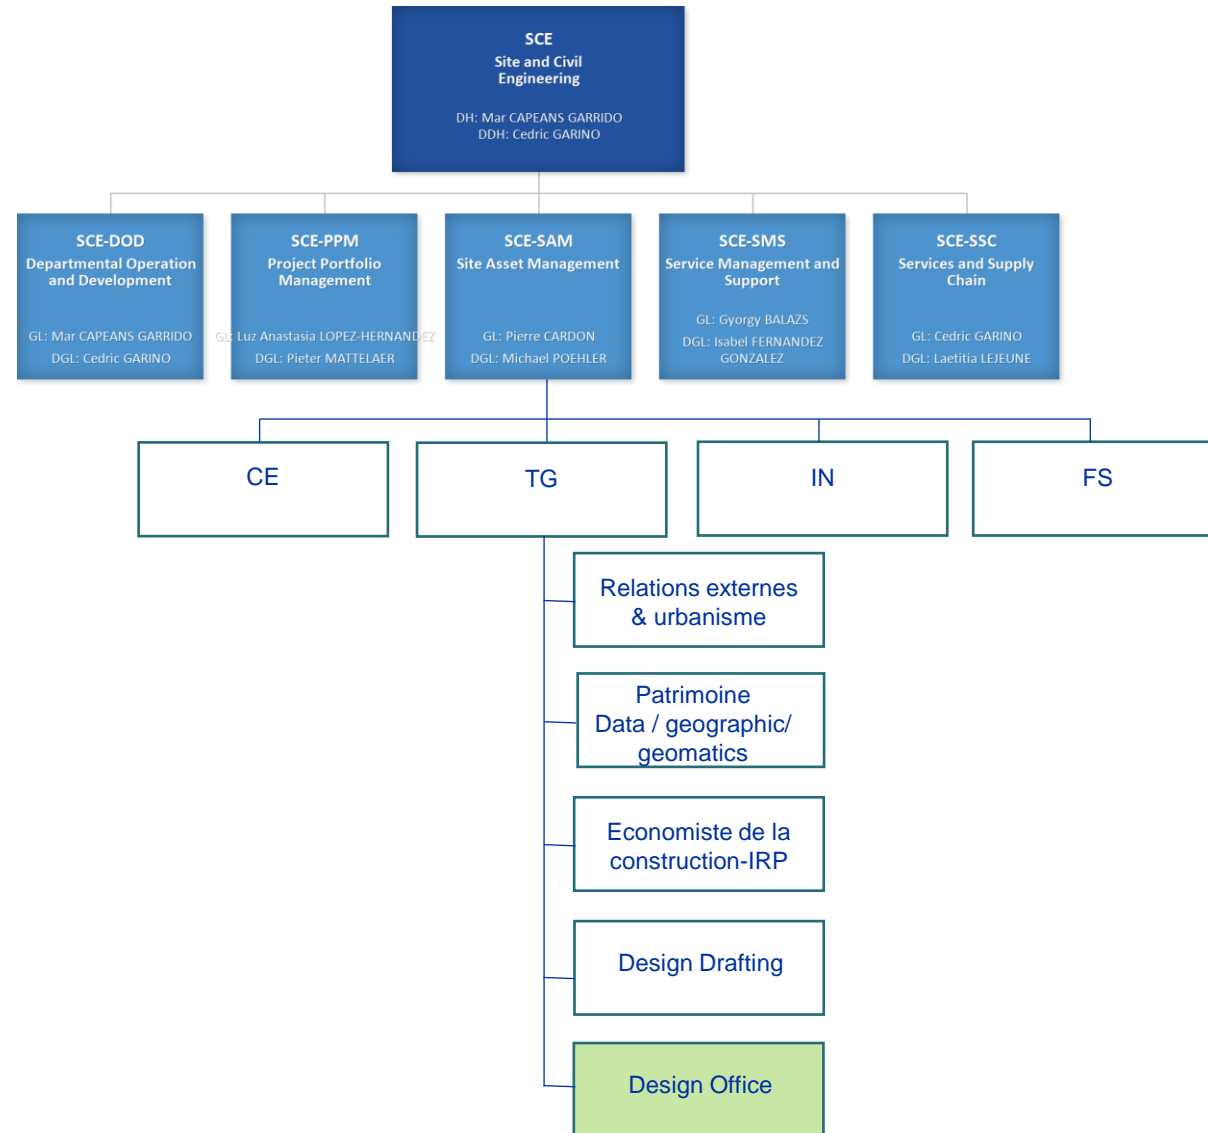 SCE
Site and Civil
Engineering
DH: Mar CAPEANS GARRIDO
DDH: Cedric GARINO
SCE-DOD
Departmental Operation
and Development
GL: Mar CAPEANS GARRIDO
DGL: Cedric GARINO
SCE-PPM
Project Portfolio
Management
GL: Luz Anastasia LOPEZ-HERNANDEZ
DGL: Pieter MATTELAER
SCE-SAM
Site Asset Management
GL: Pierre CARDON
DGL: Michael POEHLER
SCE-SMS
Service Management and
Support
GL: Gyorgy BALAZS
DGL: Isabel FERNANDEZ
GONZALEZ
SCE-SSC
Services and Supply
Chain
GL: Cedric GARINO
DGL: Laetitia LEJEUNE
CE
TG
IN
FS
Relations externes
& urbanisme
Patrimoine
Data / geographic/
geomatics
Economiste de la
construction-IRP
Design Drafting
Design Office